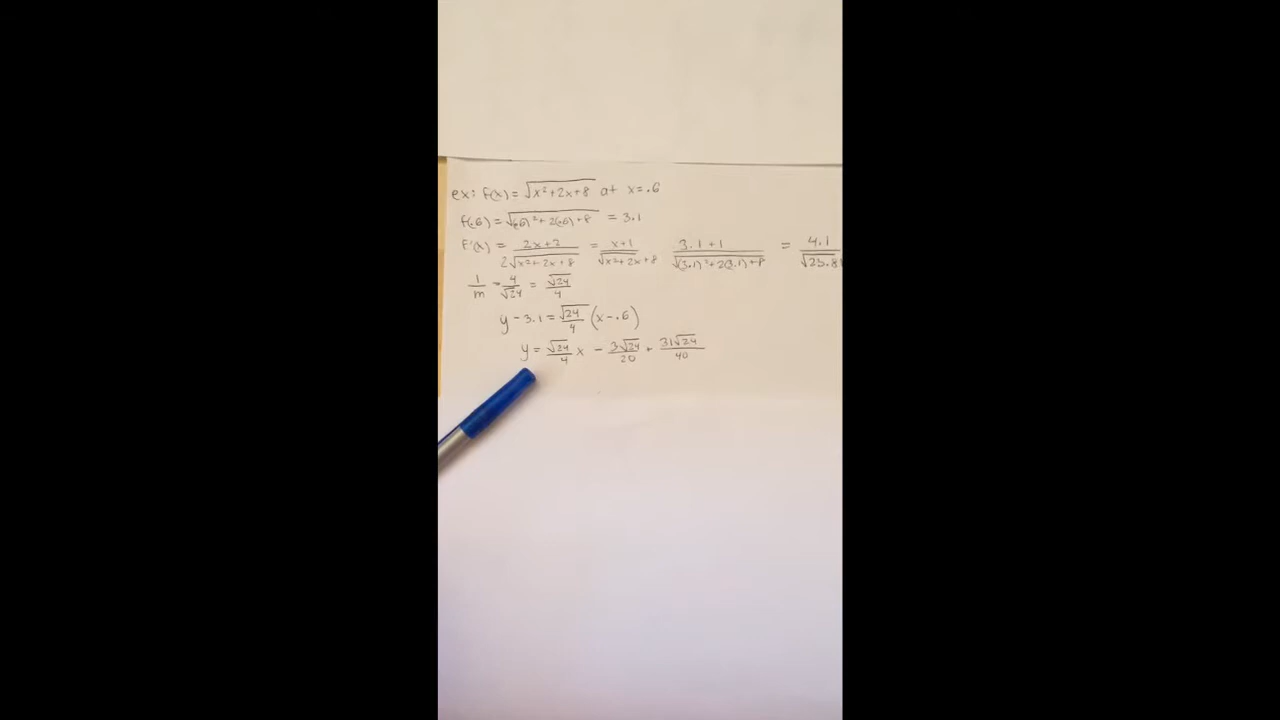 ex: f(x) = √(x²+2x+8) at x=.6
f(.6) = √((.6)²+2(.6)+8) = 3.1
F'(x) = (2x+2)/(2√(x²+2x+8)) = (x+1)/√(x²+2x+8) (3.1+1)/√((3.1)²+2(3.1)+8) = 4.1/√23.81
1/m = 4/√24 = √24/4
y - 3.1 = √24/4 (x-.6)
y = √24/4 x - 3√24/20 + 31√24/40